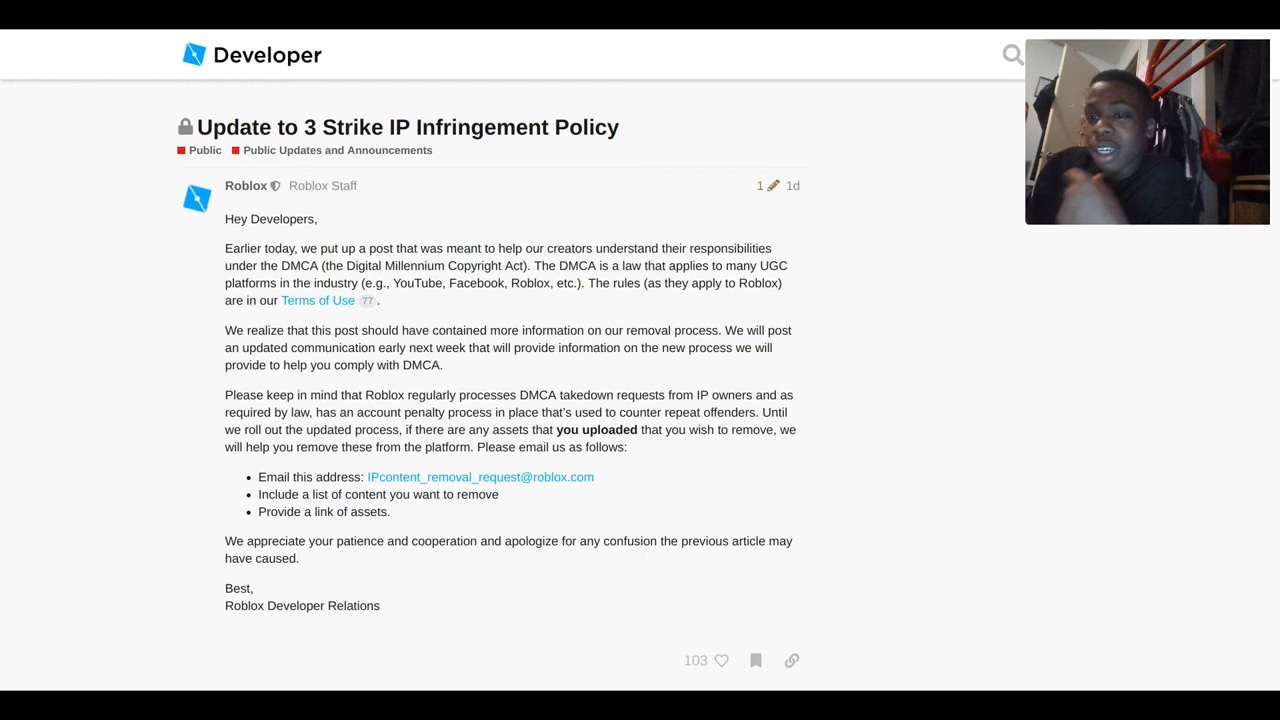 Developer
Update to 3 Strike IP Infringement Policy
Public Public Updates and Announcements
Roblox Roblox Staff 1 1d
Hey Developers,
Earlier today, we put up a post that was meant to help our creators understand their responsibilities
under the DMCA (the Digital Millennium Copyright Act). The DMCA is a law that applies to many UGC
platforms in the industry (e.g., YouTube, Facebook, Roblox, etc.). The rules (as they apply to Roblox)
are in our Terms of Use 77 .
We realize that this post should have contained more information on our removal process. We will post
an updated communication early next week that will provide information on the new process we will
provide to help you comply with DMCA.
Please keep in mind that Roblox regularly processes DMCA takedown requests from IP owners and as
required by law, has an account penalty process in place that's used to counter repeat offenders. Until
we roll out the updated process, if there are any assets that you uploaded that you wish to remove, we
will help you remove these from the platform. Please email us as follows:
• Email this address: IPcontent_removal_request@roblox.com
• Include a list of content you want to remove
• Provide a link of assets.
We appreciate your patience and cooperation and apologize for any confusion the previous article may
have caused.
Best,
Roblox Developer Relations
103